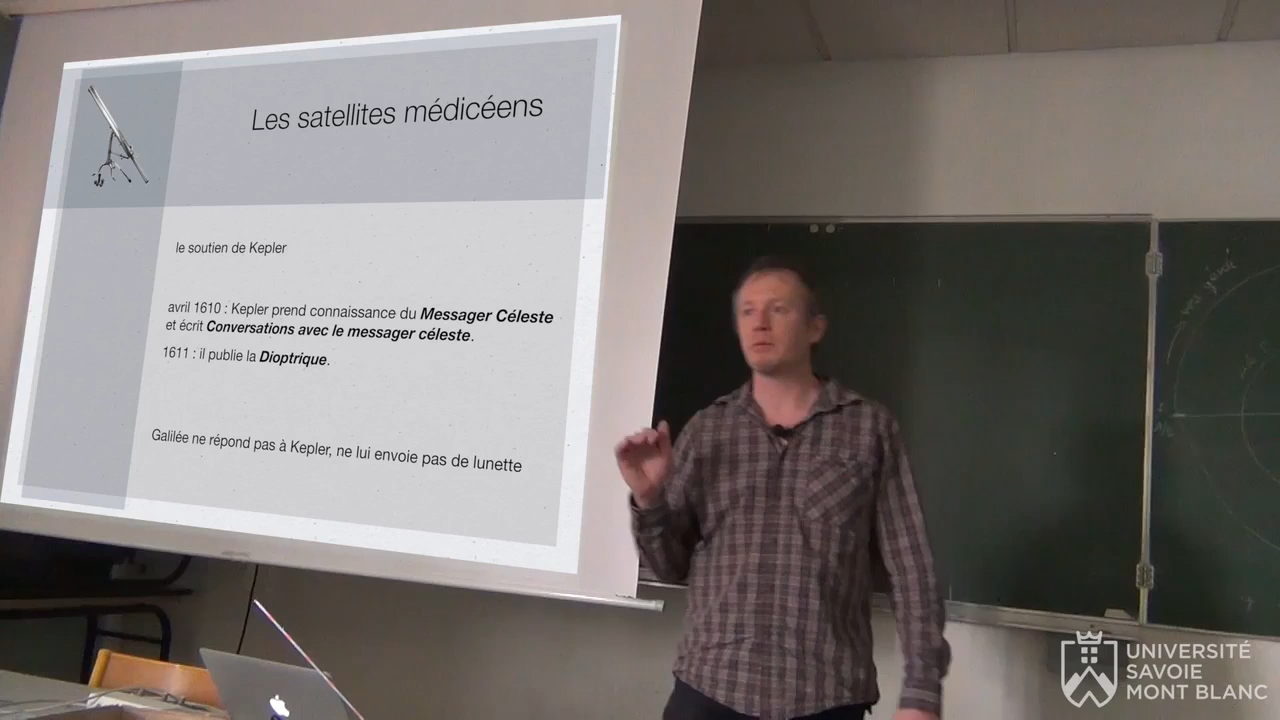 Les satellites médicéens
le soutien de Kepler
avril 1610 : Kepler prend connaissance du Messager Céleste
et écrit Conversations avec le messager céleste.
1611 : il publie la Dioptrique.
Galilée ne répond pas à Kepler, ne lui envoie pas de lunette
UNIVERSITÉ
SAVOIE
MONT BLANC